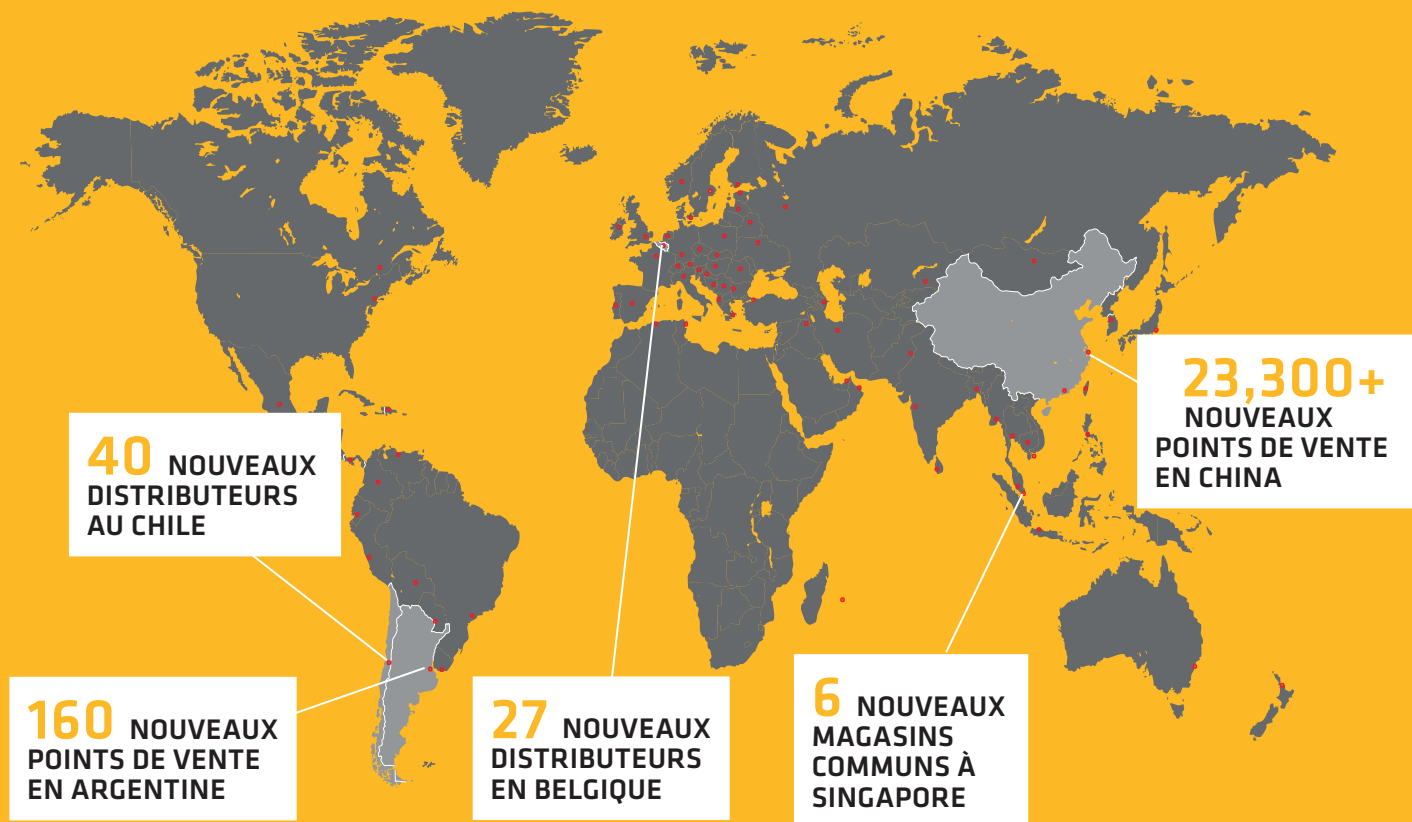 40 NOUVEAUX
DISTRIBUTEURS
AU CHILE
23,300+
NOUVEAUX
POINTS DE VENTE
EN CHINA
160 NOUVEAUX
POINTS DE VENTE
EN ARGENTINE
27 NOUVEAUX
DISTRIBUTEURS
EN BELGIQUE
6 NOUVEAUX
MAGASINS
COMMUNS À
SINGAPORE